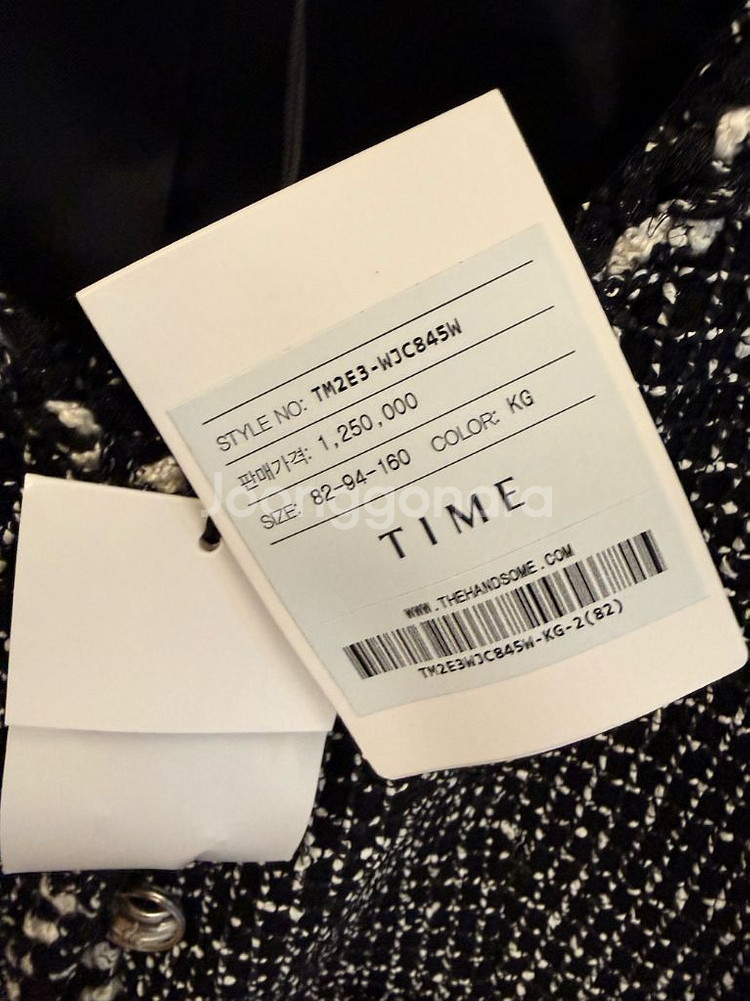 STYLE NO: TM2E3-WJC845W
판매가격: 1,250,000
SIZE: 82-94-160 COLOR: KG
Joonggonara
TIME
WWW.THEHANDSOME.COM
TM2E3WJC845W-KG-2(82)